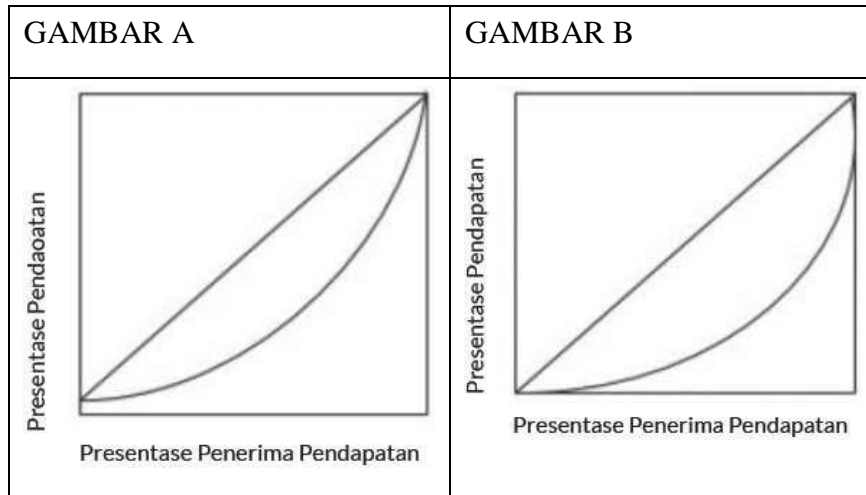 GAMBAR A
GAMBAR B
Presentase Pendaoatan
Presentase Penerima Pendapatan
Presentase Pendapatan
Presentase Penerima Pendapatan